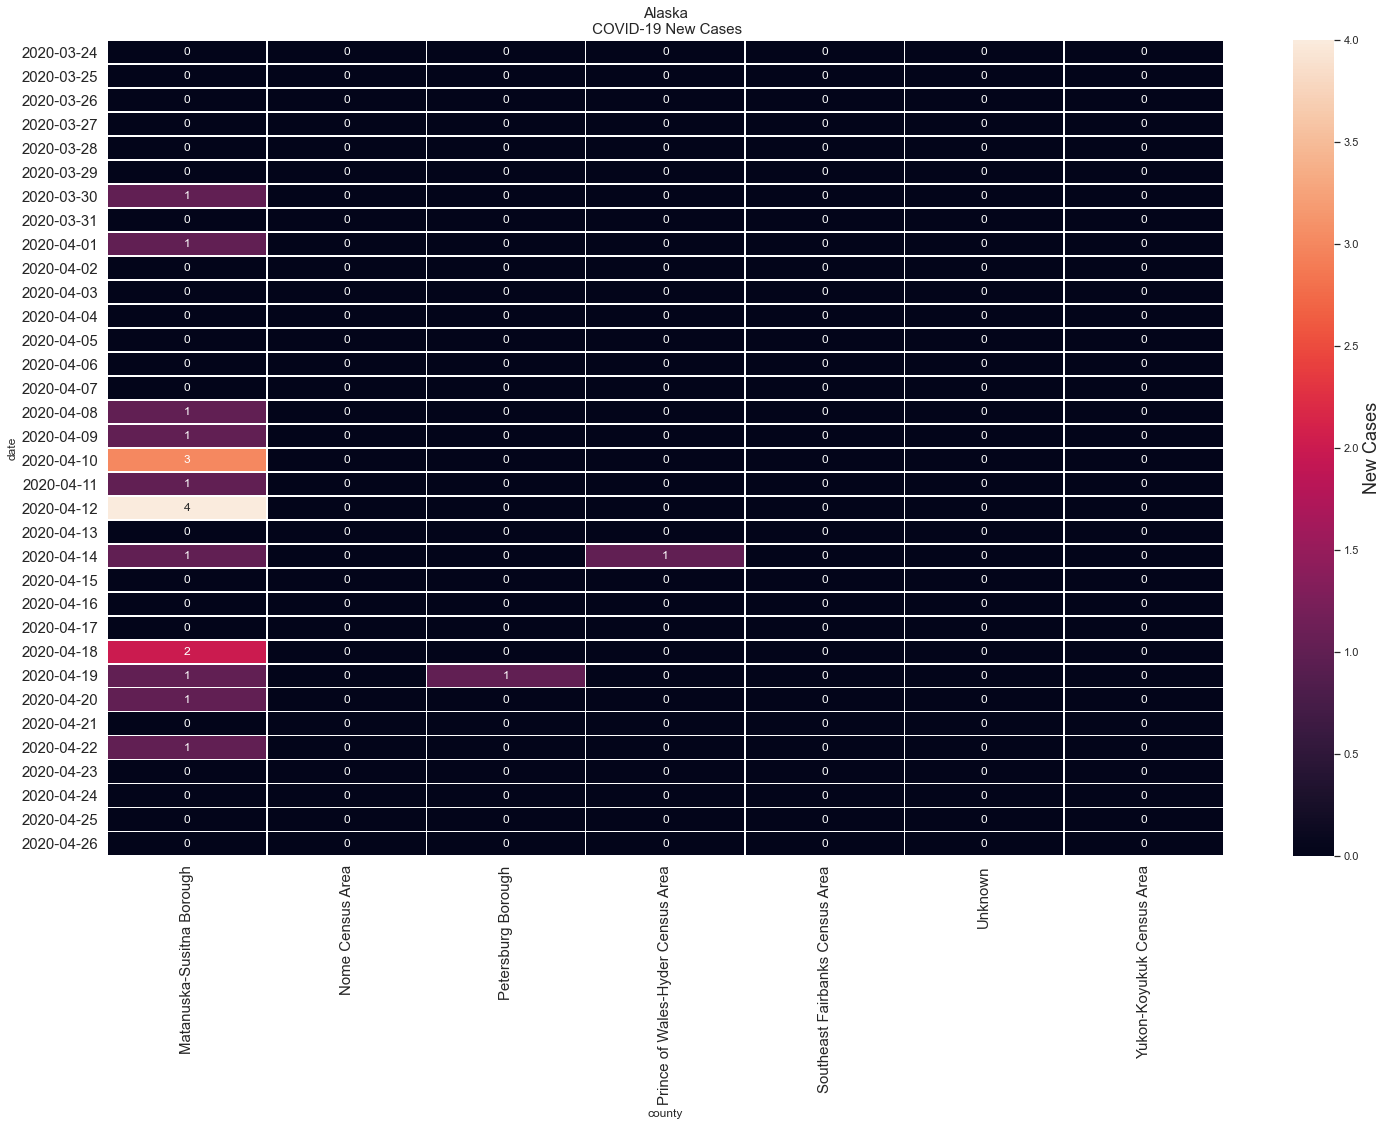 Alaska
COVID-19 New Cases
2020-03-24 0 0 0 0 0 0 0
2020-03-25 0 0 0 0 0 0 0
2020-03-26 0 0 0 0 0 0 0
2020-03-27 0 0 0 0 0 0 0
2020-03-28 0 0 0 0 0 0 0
2020-03-29 0 0 0 0 0 0 0
2020-03-30 1 0 0 0 0 0 0
2020-03-31 0 0 0 0 0 0 0
2020-04-01 1 0 0 0 0 0 0
2020-04-02 0 0 0 0 0 0 0
2020-04-03 0 0 0 0 0 0 0
2020-04-04 0 0 0 0 0 0 0
2020-04-05 0 0 0 0 0 0 0
2020-04-06 0 0 0 0 0 0 0
2020-04-07 0 0 0 0 0 0 0
2020-04-08 1 0 0 0 0 0 0
2020-04-09 1 0 0 0 0 0 0
2020-04-10 3 0 0 0 0 0 0
2020-04-11 1 0 0 0 0 0 0
2020-04-12 4 0 0 0 0 0 0
2020-04-13 0 0 0 0 0 0 0
2020-04-14 1 0 0 1 0 0 0
2020-04-15 0 0 0 0 0 0 0
2020-04-16 0 0 0 0 0 0 0
2020-04-17 0 0 0 0 0 0 0
2020-04-18 2 0 0 0 0 0 0
2020-04-19 1 0 1 0 0 0 0
2020-04-20 1 0 0 0 0 0 0
2020-04-21 0 0 0 0 0 0 0
2020-04-22 1 0 0 0 0 0 0
2020-04-23 0 0 0 0 0 0 0
2020-04-24 0 0 0 0 0 0 0
2020-04-25 0 0 0 0 0 0 0
2020-04-26 0 0 0 0 0 0 0
date
Matanuska-Susitna Borough
Nome Census Area
Petersburg Borough
Prince of Wales-Hyder Census Area
Southeast Fairbanks Census Area
Unknown
Yukon-Koyukuk Census Area
county
4.0
3.5
3.0
2.5
2.0
1.5
1.0
0.5
0.0
New Cases